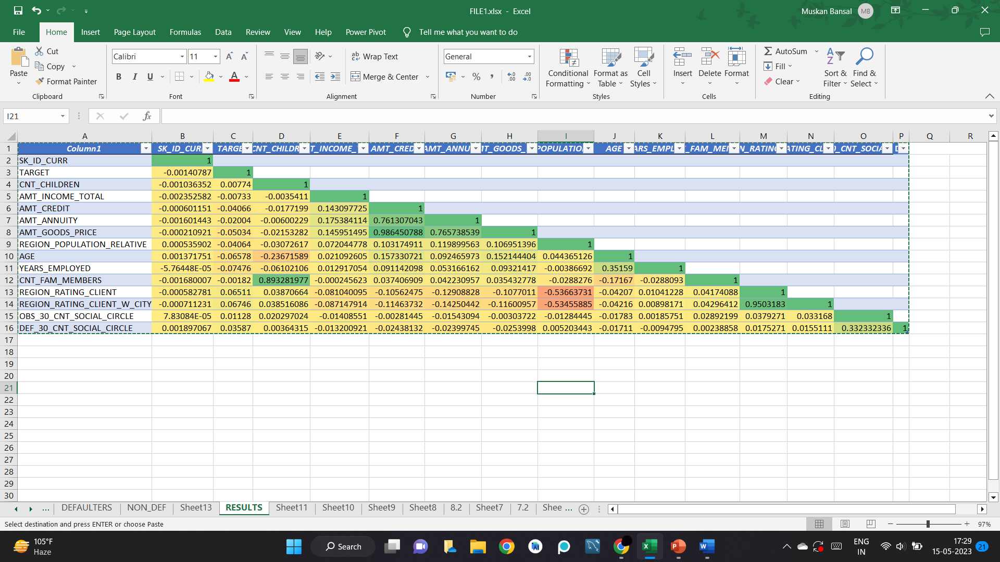 FILE1.xlsx - Excel
Muskan Bansal MB
File Home Insert Page Layout Formulas Data Review View Help Power Pivot Tell me what you want to do
Paste
Cut
Copy
Format Painter
Clipboard
Calibri 11
B I U
Font
Wrap Text
Merge & Center
Alignment
General
Number
Conditional Formatting
Format as Table
Cell Styles
Styles
Insert Delete Format
Cells
AutoSum
Fill
Clear
Sort & Filter
Find & Select
Editing
I21 fx
A B C D E F G H I J K L M N O P Q R
1 Column1 SK_ID_CUR TARGE CNT_CHILDR T_INCOME_ AMT_CRED AMT_ANNU MT_GOODS_ POPULATIO AGE ARS_EMPL _FAM_MEI N_RATING ATING_CL _CNT_SOCIA D
2 SK_ID_CURR 1
3 TARGET -0.00140787 1
4 CNT_CHILDREN -0.001036352 0.00774 1
5 AMT_INCOME_TOTAL -0.002352582 -0.00733 -0.0035411 1
6 AMT_CREDIT -0.000601151 -0.04066 -0.0177199 0.143097725 1
7 AMT_ANNUITY -0.001601443 -0.02004 -0.00600229 0.175384114 0.761307043 1
8 AMT_GOODS_PRICE -0.000210921 -0.05034 -0.02153282 0.145951495 0.986450788 0.765738539 1
9 REGION_POPULATION_RELATIVE 0.000535902 -0.04064 -0.03072617 0.072044778 0.103174911 0.119899563 0.106951396 1
10 AGE 0.001371751 -0.06578 -0.23671589 0.021092605 0.157330721 0.092465973 0.152144404 0.044365126 1
11 YEARS_EMPLOYED -5.76448E-05 -0.07476 -0.06102106 0.012917054 0.091142098 0.053166162 0.09321417 -0.00386692 0.35159 1
12 CNT_FAM_MEMBERS -0.001680007 -0.00182 0.893281977 -0.000245623 0.037406909 0.042230957 0.035432778 -0.0288276 -0.17167 -0.0288093 1
13 REGION_RATING_CLIENT -0.000582781 0.06511 0.03870664 -0.081040095 -0.10562475 -0.12908828 -0.1077011 -0.53663731 -0.04207 0.01041228 0.04174088 1
14 REGION_RATING_CLIENT_W_CITY -0.000711231 0.06746 0.038516086 -0.087147914 -0.11463732 -0.14250442 -0.11600957 -0.53455885 -0.04216 0.00898171 0.04296412 0.9503183 1
15 OBS_30_CNT_SOCIAL_CIRCLE 7.83084E-05 0.01128 0.020297024 -0.01408551 -0.00281445 -0.01543094 -0.00303722 -0.01284445 -0.01783 0.00185751 0.02892199 0.0379271 0.033168 1
16 DEF_30_CNT_SOCIAL_CIRCLE 0.001897067 0.03587 0.00364315 -0.013200921 -0.02438132 -0.02399745 -0.0253998 0.005203443 -0.01711 -0.0094795 0.00238858 0.0175271 0.0155111 0.332332336 1
17
18
19
20
21
22
23
24
25
26
27
28
29
30
... DEFAULTERS NON_DEF Sheet13 RESULTS Sheet11 Sheet10 Sheet9 Sheet8 8.2 Sheet7 7.2 Shee ...
Select destination and press ENTER or choose Paste
97%
105°F
Haze
Search
ENG
IN
17:29
15-05-2023
21